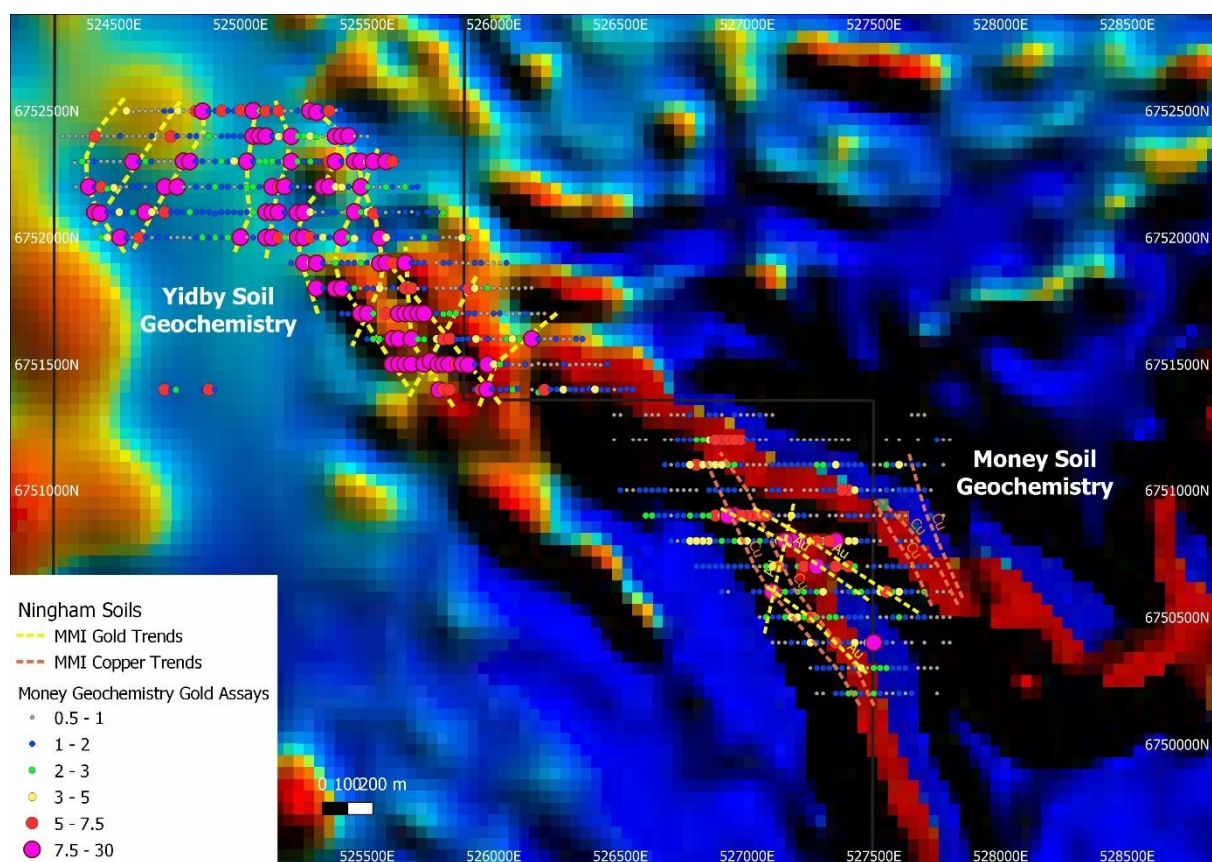 524500E 525000E 525500E 526000E 526500E 527000E 527500E 528000E 528500E
6752500N 6752500N
6752000N 6752000N
Yidby Soil
Geochemistry
6751500N 6751500N
Money Soil
Geochemistry
6751000N 6751000N
Cu
Cu
Cu
Au
Au
Au
Cu
Cu
Au
6750500N 6750500N
6750000N
Ningham Soils
MMI Gold Trends
MMI Copper Trends
Money Geochemistry Gold Assays
0.5 - 1
1 - 2
2 - 3
3 - 5
5 - 7.5
7.5 - 30
0 100200 m
525500E 526000E 526500E 527000E 527500E 528000E 528500E